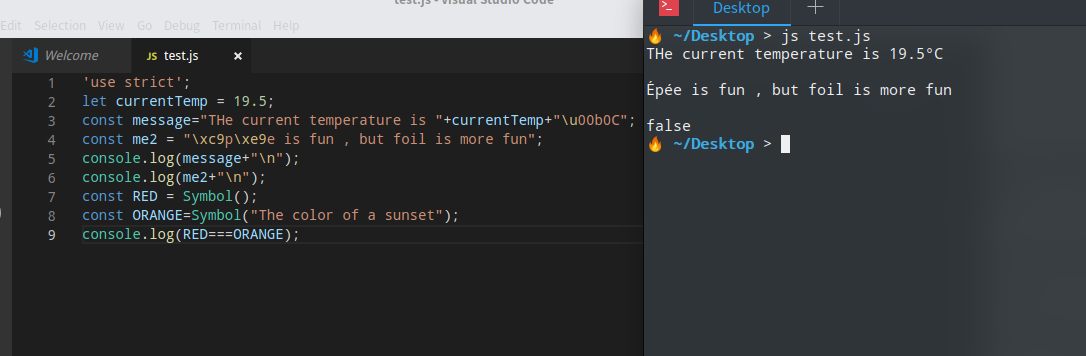 test.js - Visual Studio Code
Edit Selection View Go Debug Terminal Help
Welcome
JS test.js ×
1 'use strict';
2 let currentTemp = 19.5;
3 const message="THe current temperature is "+currentTemp+"\u00b0C";
4 const me2 = "\xc9p\xe9e is fun , but foil is more fun";
5 console.log(message+"\n");
6 console.log(me2+"\n");
7 const RED = Symbol();
8 const ORANGE=Symbol("The color of a sunset");
9 console.log(RED===ORANGE);
>_ Desktop +
🔥 ~/Desktop > js test.js
THe current temperature is 19.5°C
Épée is fun , but foil is more fun
false
🔥 ~/Desktop >